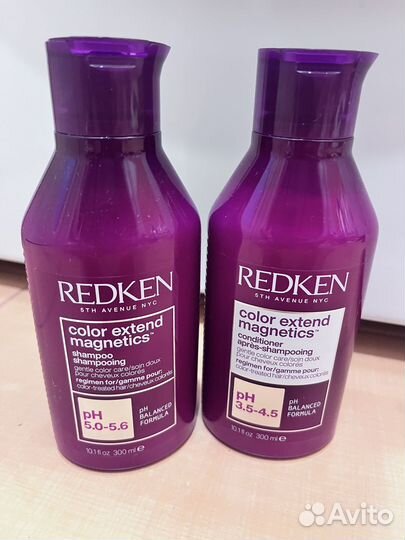 REDKEN
5TH AVENUE NYC
color extend
magnetics™
shampoo
shampooing
gentle color care/soin doux
pour cheveux colorés
regimen for/gamme pour:
color-treated hair/cheveux colorés
pH
5.0-5.6
pH
BALANCED
FORMULA
10.1 fl oz 300 ml e
REDKEN
5TH AVENUE NYC
color extend
magnetics™
conditioner
après-shampooing
gentle color care/soin doux
pour cheveux colorés
regimen for/gamme pour:
color-treated hair/cheveux colorés
pH
3.5-4.5
pH
BALANCED
FORMULA
10.1 fl oz 300 ml e
Avito